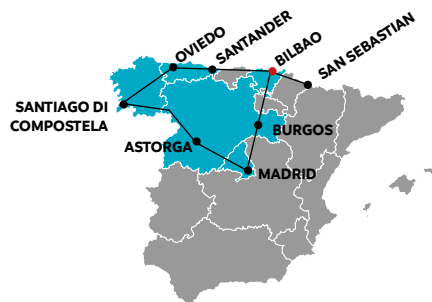 OVIEDO
SANTANDER
BILBAO
SAN SEBASTIAN
SANTIAGO DI
COMPOSTELA
BURGOS
ASTORGA
MADRID